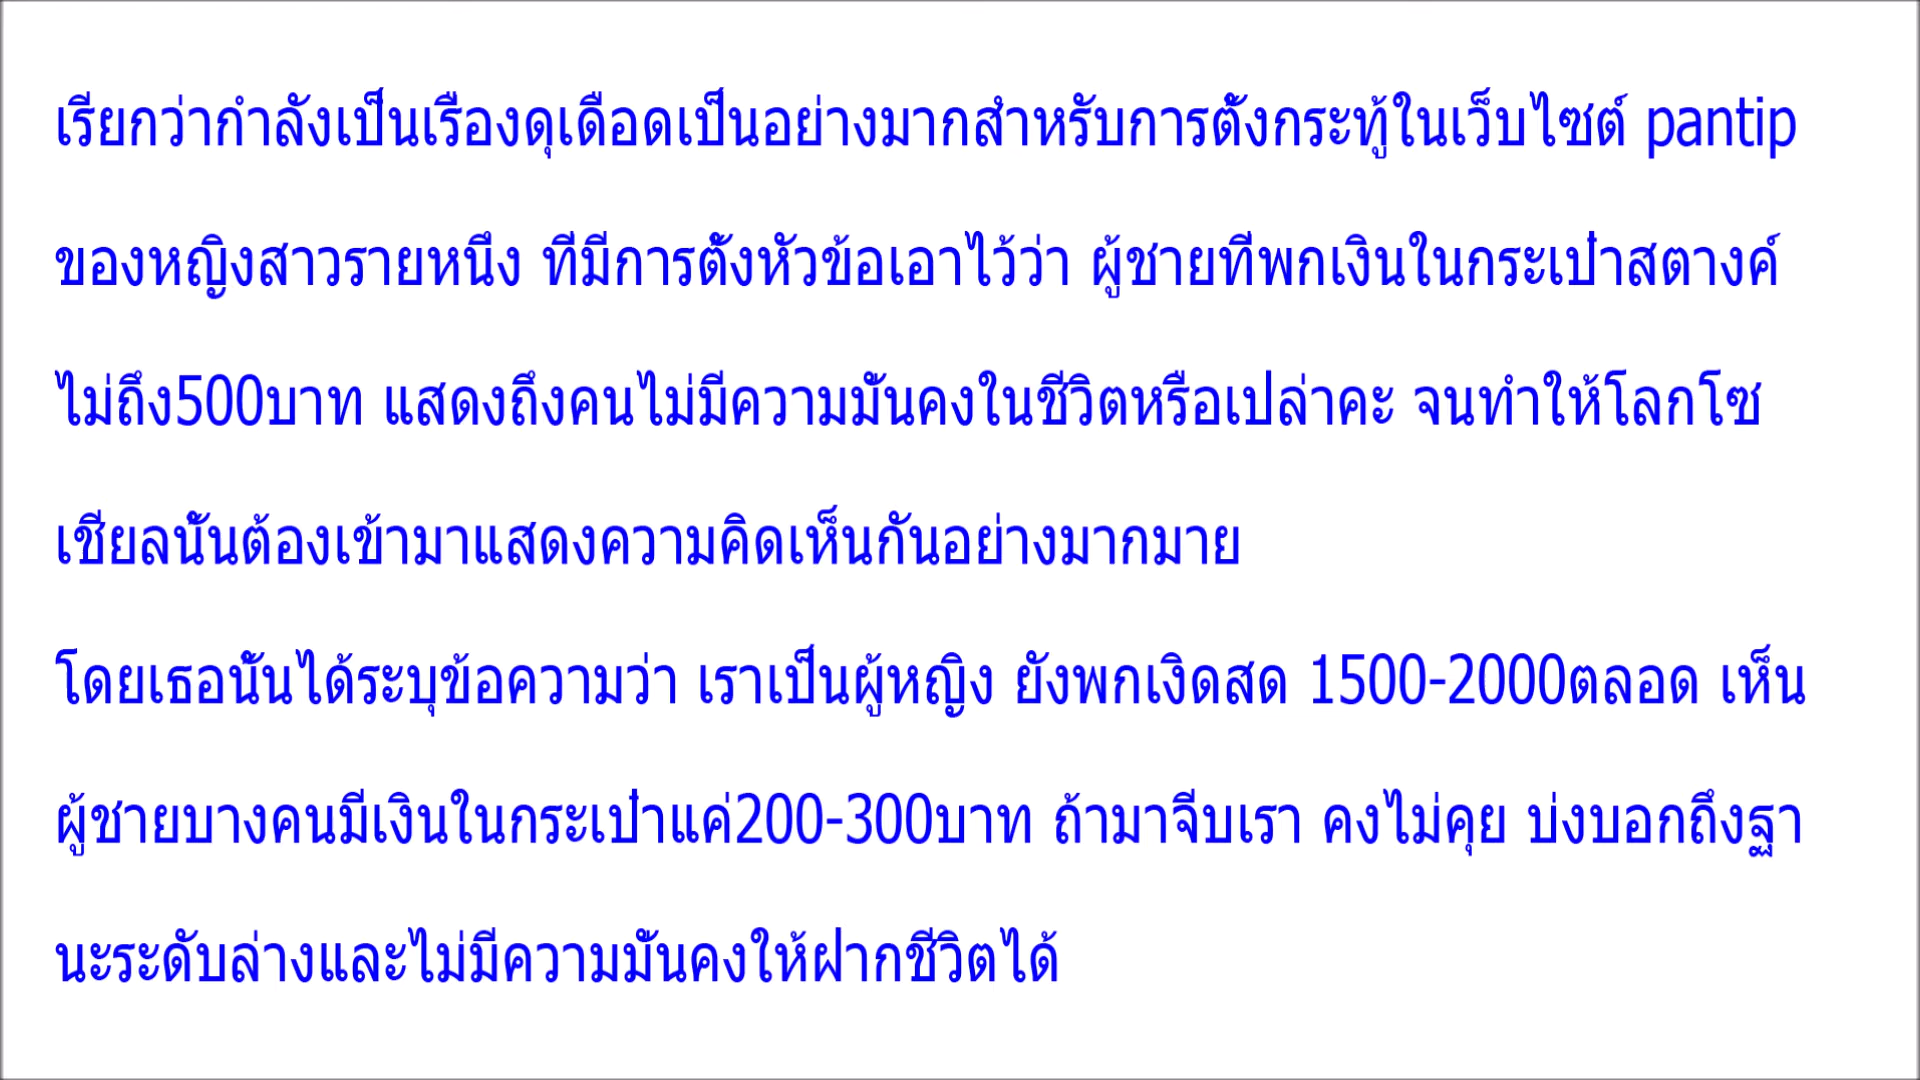 เรียกว่ากำลังเป็นเรื่องดุเดือดเป็นอย่างมากสำหรับการตั้งกระทู้ในเว็บไซต์ pantip
ของหญิงสาวรายหนึ่ง ที่มีการตั้งหัวข้อเอาไว้ว่า ผู้ชายที่พกเงินในกระเป๋าสตางค์
ไม่ถึง500บาท แสดงถึงคนไม่มีความมั่นคงในชีวิตหรือเปล่าคะ จนทำให้โลกโซ
เชียลนั้นต้องเข้ามาแสดงความคิดเห็นกันอย่างมากมาย
โดยเธอนั้นได้ระบุข้อความว่า เราเป็นผู้หญิง ยังพกเงิดสด 1500-2000ตลอด เห็น
ผู้ชายบางคนมีเงินในกระเป๋าแค่200-300บาท ถ้ามาจีบเรา คงไม่คุย บ่งบอกถึงฐา
นะระดับล่างและไม่มีความมั่นคงให้ฝากชีวิตได้